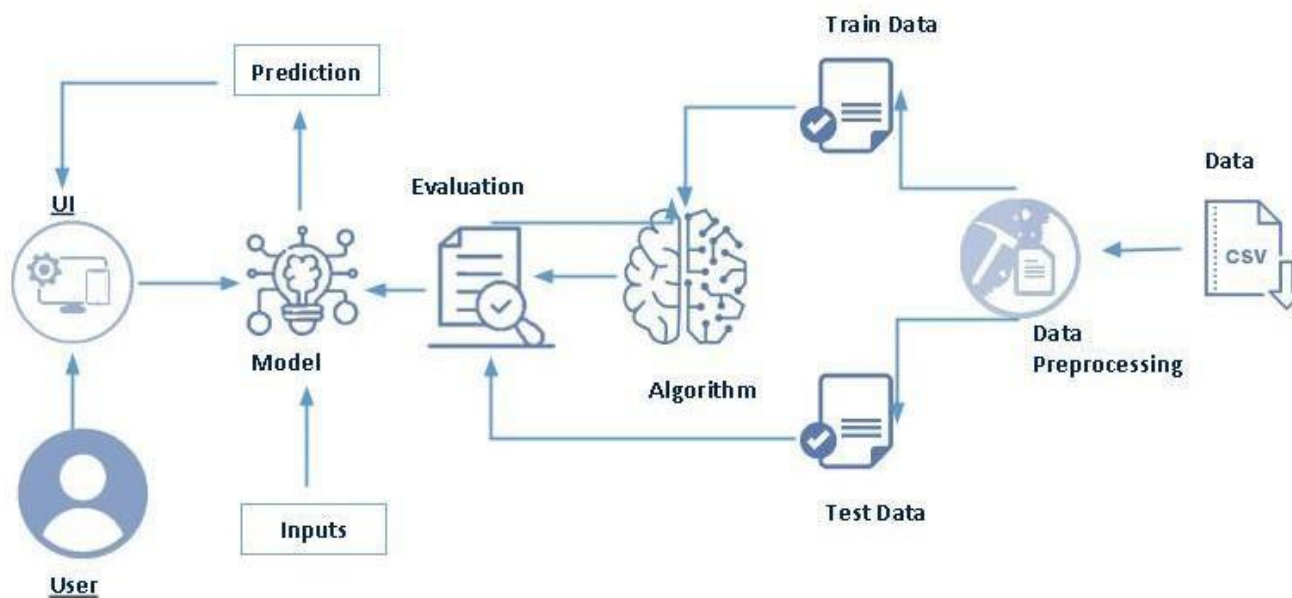 Train Data
Prediction
Data
Evaluation
UI
CSV
Data
Preprocessing
Model
Algorithm
Test Data
Inputs
User